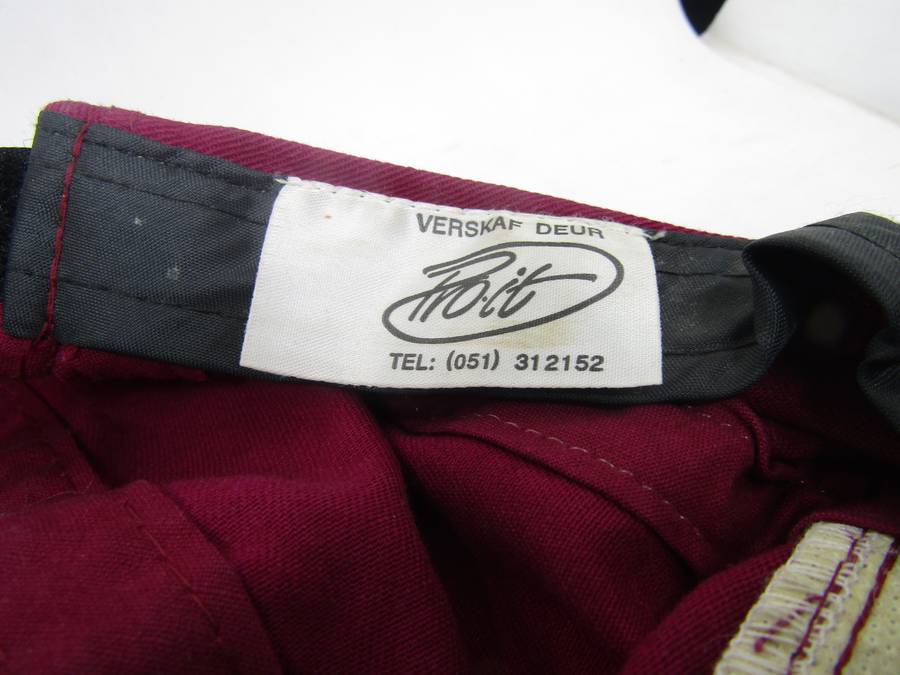 VERSKAF DEUR
Pro.it
TEL: (051) 312152